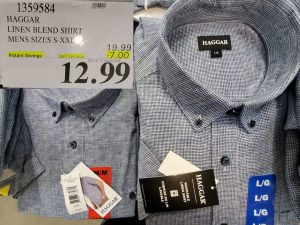 1359584
HAGGAR
LINEN BLEND SHIRT
MENS SIZES S-XXL
19.99
Instant Savings
-7.00
12.99
HAGGAR
HAGGAR
M/M
L/G
L/G
L/G
L/G